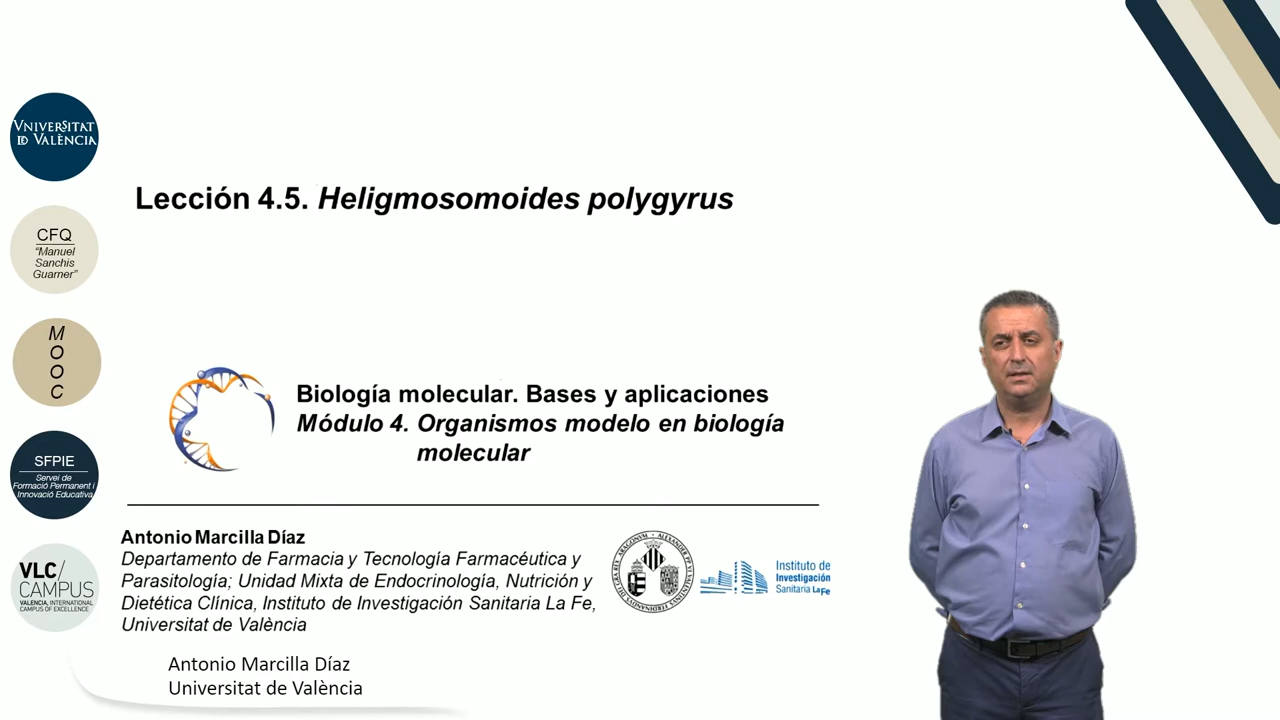 VNIVERSITAT
ID VALÈNCIA
CFQ
"Manuel
Sanchis
Guarner"
M
O
O
C
SFPIE
Servei de
Formació Permanent i
Innovació Educativa
VLC/
CAMPUS
VALENCIA, INTERNATIONAL
CAMPUS OF EXCELLENCE
Lección 4.5. Heligmosomoides polygyrus
Biología molecular. Bases y aplicaciones
Módulo 4. Organismos modelo en biología
molecular
Antonio Marcilla Díaz
Departamento de Farmacia y Tecnología Farmacéutica y
Parasitología; Unidad Mixta de Endocrinología, Nutrición y
Dietética Clínica, Instituto de Investigación Sanitaria La Fe,
Universitat de València
Instituto de
Investigación
Sanitaria LaFe
Antonio Marcilla Díaz
Universitat de València